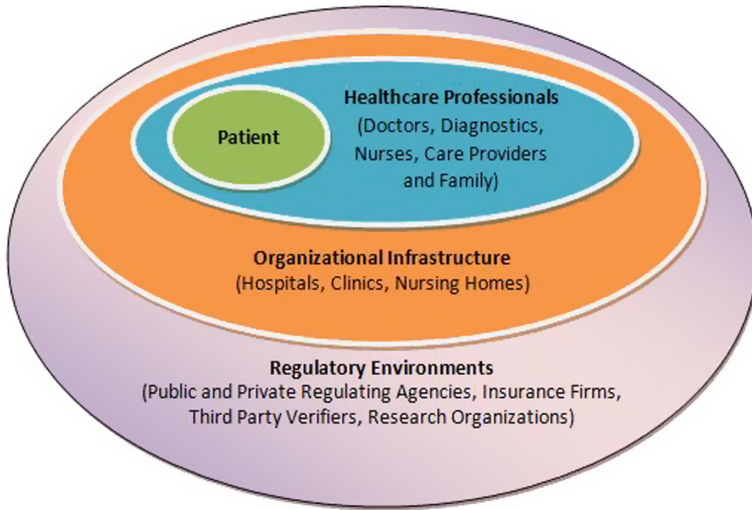 Patient
Healthcare Professionals
(Doctors, Diagnostics,
Nurses, Care Providers
and Family)
Organizational Infrastructure
(Hospitals, Clinics, Nursing Homes)
Regulatory Environments
(Public and Private Regulating Agencies, Insurance Firms,
Third Party Verifiers, Research Organizations)